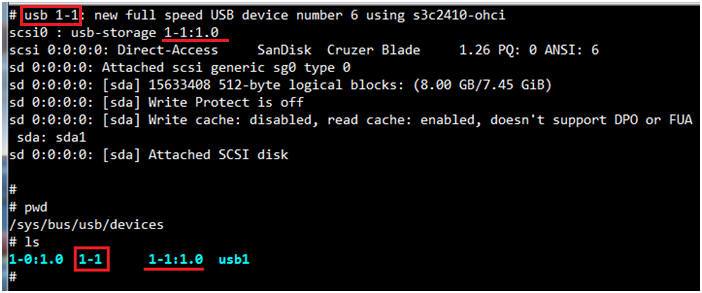 # usb 1-1: new full speed USB device number 6 using s3c2410-ohci
scsi0 : usb-storage 1-1:1.0
scsi 0:0:0:0: Direct-Access     SanDisk  Cruzer Blade     1.26 PQ: 0 ANSI: 6
sd 0:0:0:0: Attached scsi generic sg0 type 0
sd 0:0:0:0: [sda] 15633408 512-byte logical blocks: (8.00 GB/7.45 GiB)
sd 0:0:0:0: [sda] Write Protect is off
sd 0:0:0:0: [sda] Write cache: disabled, read cache: enabled, doesn't support DPO or FUA
 sda: sda1
sd 0:0:0:0: [sda] Attached SCSI disk
#
# pwd
/sys/bus/usb/devices
# ls
1-0:1.0  1-1      1-1:1.0  usb1
#